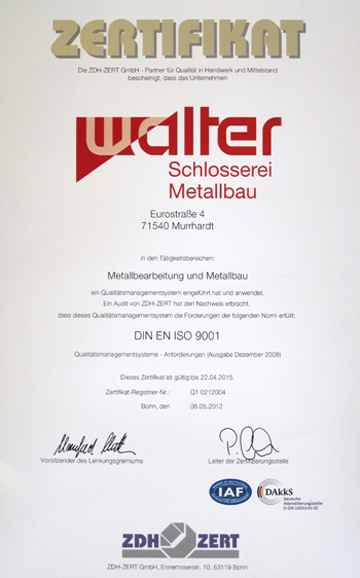 ZERTIFIKAT
Die ZDH-ZERT GmbH - Partner für Qualität in Handwerk und Mittelstand
bescheinigt, dass das Unternehmen
walter
Schlosserei
Metallbau
Eurostraße 4
71540 Murrhardt
in den Tätigkeitsbereichen:
Metallbearbeitung und Metallbau
ein Qualitätsmanagementsystem eingeführt hat und anwendet.
Ein Audit von ZDH-ZERT hat den Nachweis erbracht,
dass dieses Qualitätsmanagementsystem die Forderungen der folgenden Norm erfüllt:
DIN EN ISO 9001
Qualitätsmanagementsysteme - Anforderungen (Ausgabe Dezember 2008)
Dieses Zertifikat ist gültig bis 22.04.2015.
Zertifikat-Register-Nr.: Q1 0212004
Bonn, den 08.05.2012
Vorsitzender des Lenkungsgremiums
Leiter der Zertifizierungsstelle
IAF
DAkkS
Deutsche
Akkreditierungsstelle
ZDH ZERT
ZDH-ZERT GmbH, Ennemoserstr. 10, 53119 Bonn